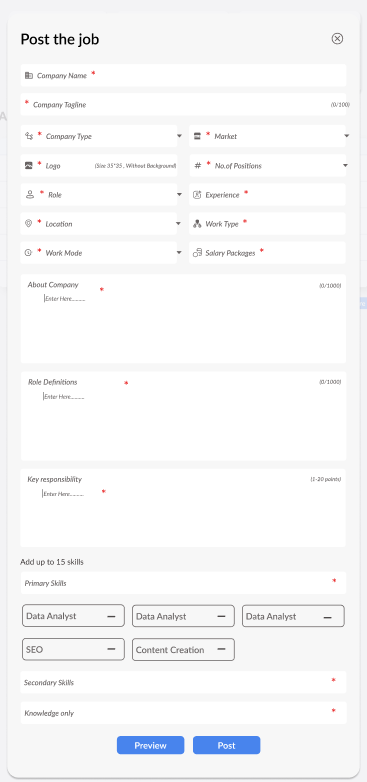 Post the job
Company Name *
* Company Tagline (0/100)
* Company Type * Market
* Logo (Size 35*35 , Without Background) # * No.of Positions
* Role Experience *
* Location Work Type *
* Work Mode Salary Packages *
About Company * (0/1000)
Enter Here..........
Role Definitions * (0/1000)
Enter Here..........
Key responsibility (1-20 points)
Enter Here.......... *
Add up to 15 skills
Primary Skills *
Data Analyst — Data Analyst — Data Analyst —
SEO — Content Creation —
Secondary Skills *
Knowledge only *
Preview Post